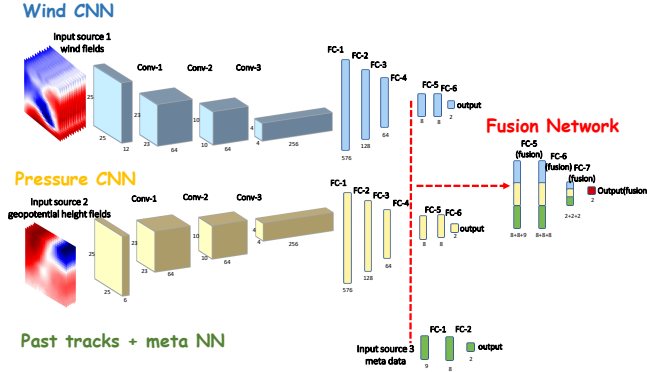 Wind CNN
Input source 1
wind fields
Conv-1
Conv-2
Conv-3
FC-1
FC-2
FC-3
FC-4
FC-5
FC-6
output
25
25
12
23
23
64
10
10
64
4
4
256
576
128
64
8
8
2
Fusion Network
FC-5
(fusion)
FC-6
(fusion)
FC-7
(fusion)
Output(fusion
2
8+8+9
8+8+8
2+2+2
Pressure CNN
Input source 2
geopotential height fields
Conv-1
Conv-2
Conv-3
FC-1
FC-2
FC-3
FC-4
FC-5
FC-6
output
25
25
6
23
23
64
10
10
64
4
4
256
576
128
64
8
8
2
Past tracks + meta NN
Input source 3
meta data
FC-1
FC-2
output
9
8
2